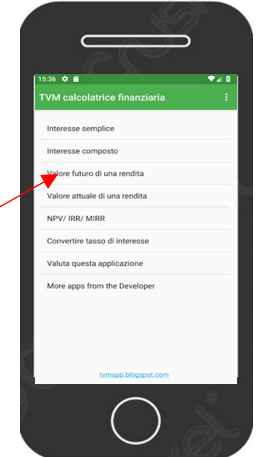 15:36
TVM calcolatrice finanziaria
Interesse semplice
Interesse composto
Valore futuro di una rendita
Valore attuale di una rendita
NPV/ IRR/ MIRR
Convertire tasso di interesse
Valuta questa applicazione
More apps from the Developer
tvmapp.blogspot.com